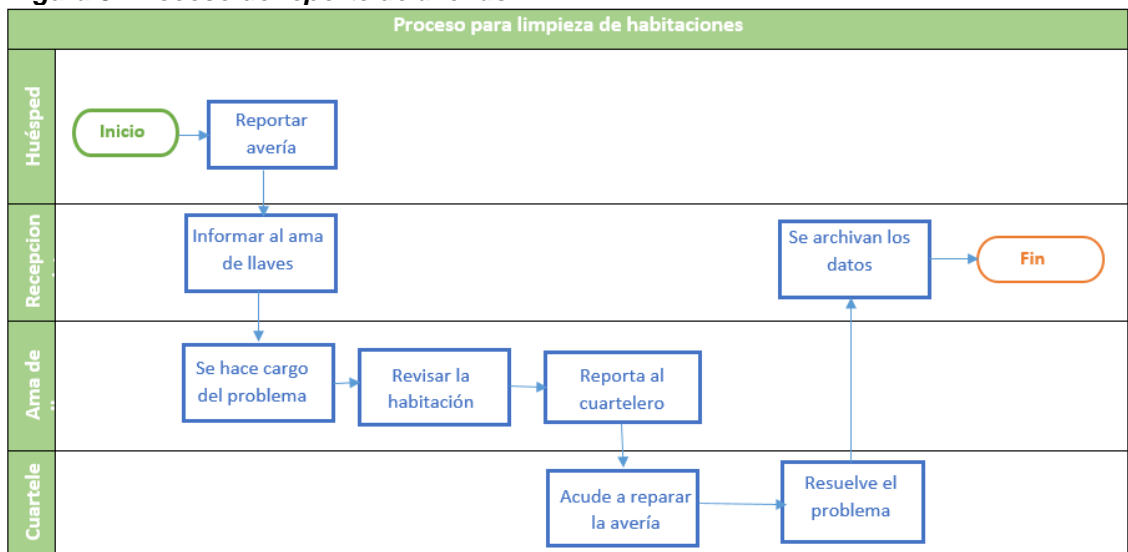 Proceso para limpieza de habitaciones
Huésped
Inicio
Reportar
avería
Recepcion
Informar al ama
de llaves
Se archivan los
datos
Fin
Ama de
Se hace cargo
del problema
Revisar la
habitación
Reporta al
cuartelero
Cuartele
Acude a reparar
la avería
Resuelve el
problema